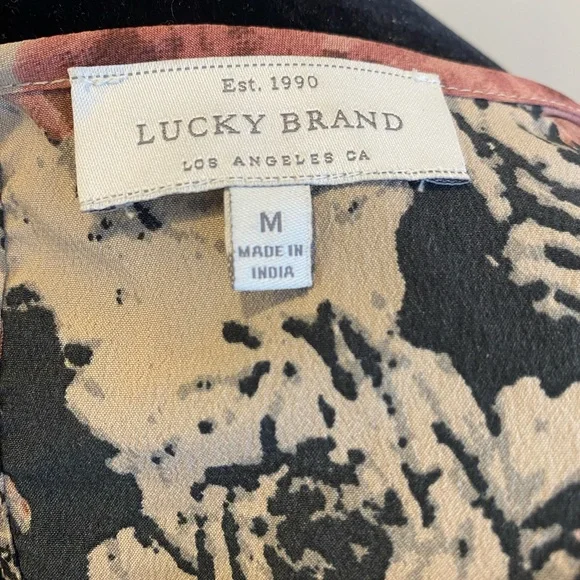 Est. 1990
LUCKY BRAND
LOS ANGELES CA
M
MADE IN
INDIA